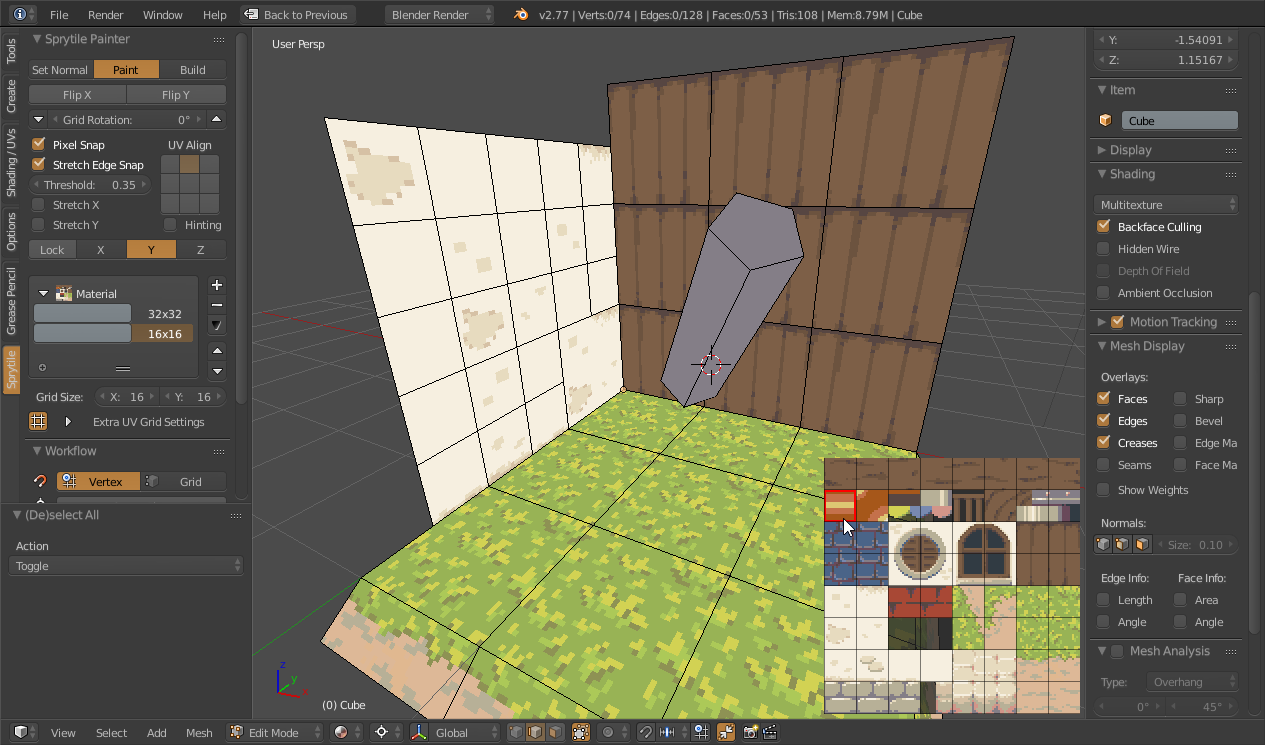 File Render Window Help Back to Previous Blender Render v2.77 | Verts:0/74 | Edges:0/128 | Faces:0/53 | Tris:108 | Mem:8.79M | Cube
Tools
Create
Shading / UVs
Options
Grease Pencil
Sprytile
Sprytile Painter
Set Normal Paint Build
Flip X Flip Y
Grid Rotation: 0°
Pixel Snap UV Align
Stretch Edge Snap
Threshold: 0.35
Stretch X
Stretch Y Hinting
Lock X Y Z
Material
32x32
16x16
Grid Size: X: 16 Y: 16
Extra UV Grid Settings
Workflow
Vertex Grid
(De)select All
Action
Toggle
User Persp
z
y
x
(0) Cube
Y: -1.54091
Z: 1.15167
Item
Cube
Display
Shading
Multitexture
Backface Culling
Hidden Wire
Depth Of Field
Ambient Occlusion
Motion Tracking
Mesh Display
Overlays:
Faces Sharp
Edges Bevel
Creases Edge Ma
Seams Face Ma
Show Weights
Normals:
Size: 0.10
Edge Info: Face Info:
Length Area
Angle Angle
Mesh Analysis
Type: Overhang
0° 45°
View Select Add Mesh Edit Mode Global